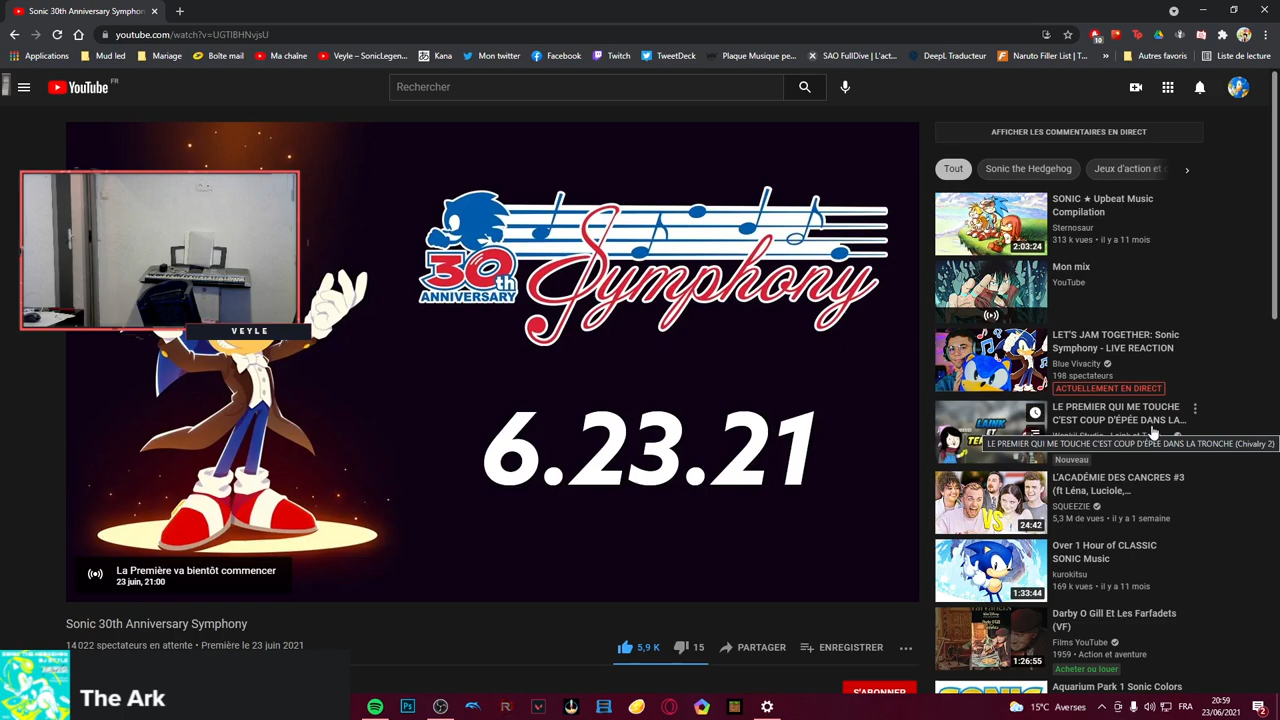 Sonic 30th Anniversary Symphon
youtube.com/watch?v=UGTIBHNvjsU
10
Applications
Mud led
Mariage
Boîte mail
Ma chaîne
Veyle – SonicLegen...
Kana
Mon twitter
Facebook
Twitch
TweetDeck
Plaque Musique po...
SAO FullDive | L'act...
DeepL Traducteur
Naruto Filler List | T...
Autres favoris
Liste de lecture
YouTube FR
Rechercher
30th
ANNIVERSARY
Symphony
6.23.21
VEYLE
La Première va bientôt commencer
23 juin, 21:00
Sonic 30th Anniversary Symphony
14 022 spectateurs en attente • Première le 23 juin 2021
5,9 K
15
PARTAGER
ENREGISTRER
S'ABONNER
The Ark
AFFICHER LES COMMENTAIRES EN DIRECT
Tout
Sonic the Hedgehog
Jeux d'action et
SONIC ★ Upbeat Music
Compilation
Sternosaur
313 k vues • il y a 11 mois
2:03:24
Mon mix
YouTube
LET'S JAM TOGETHER: Sonic
Symphony - LIVE REACTION
Blue Vivacity
198 spectateurs
ACTUELLEMENT EN DIRECT
LE PREMIER QUI ME TOUCHE
C'EST COUP D'ÉPÉE DANS LA...
LE PREMIER QUI ME TOUCHE C'EST COUP D'ÉPÉE DANS LA TRONCHE (Chivalry 2)
Nouveau
LAINK ET
L'ACADÉMIE DES CANCRES #3
(ft Léna, Luciole,...
SQUEEZIE
5,3 M de vues • il y a 1 semaine
VS
24:42
Over 1 Hour of CLASSIC
SONIC Music
kurokitsu
169 k vues • il y a 11 mois
1:33:44
Darby O Gill Et Les Farfadets
(VF)
Films YouTube
1959 • Action et aventure
Acheter ou louer
1:26:55
Aquarium Park 1 Sonic Colors
15°C Averses
FRA
20:59
23/06/2021
2